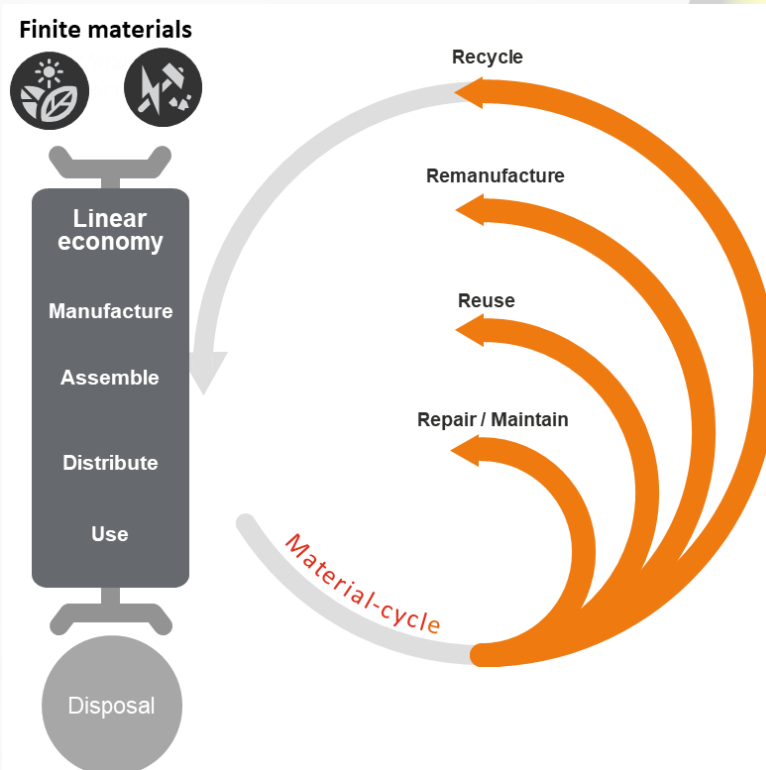 Finite materials
Linear
economy
Manufacture
Assemble
Distribute
Use
Disposal
Recycle
Remanufacture
Reuse
Repair / Maintain
Material-cycle